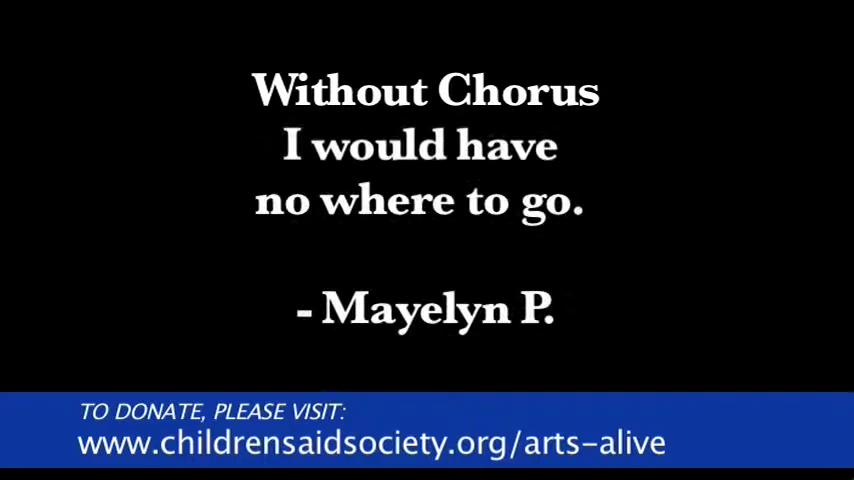 Without Chorus
I would have
no where to go.
- Mayelyn P.
TO DONATE, PLEASE VISIT:
www.childrensaidsociety.org/arts-alive